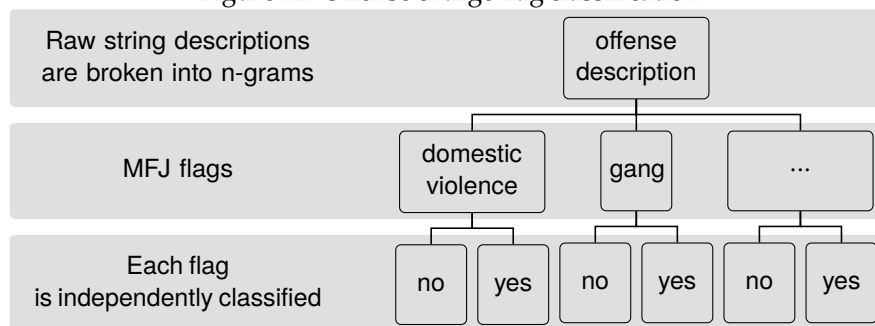 Raw string descriptions
are broken into n-grams
offense
description
MFJ flags
domestic
violence
gang
...
Each flag
is independently classified
no
yes
no
yes
no
yes